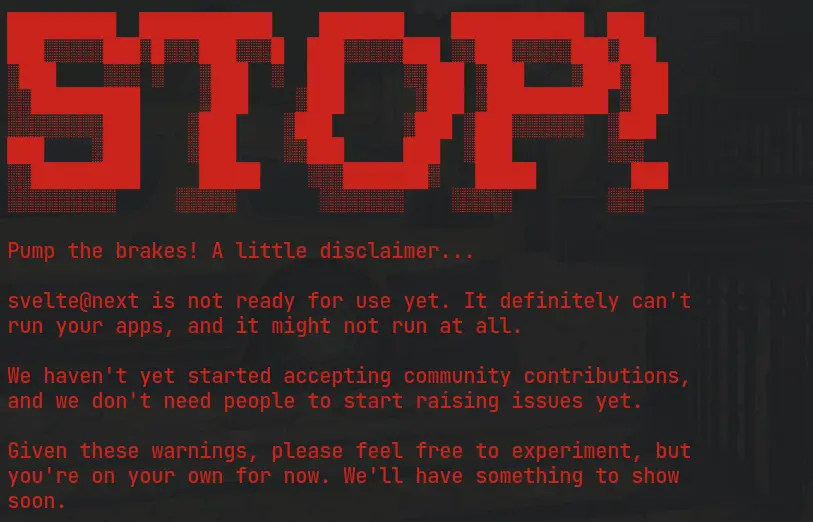 STOP!
Pump the brakes! A little disclaimer...
svelte@next is not ready for use yet. It definitely can't
run your apps, and it might not run at all.
We haven't yet started accepting community contributions,
and we don't need people to start raising issues yet.
Given these warnings, please feel free to experiment, but
you're on your own for now. We'll have something to show
soon.